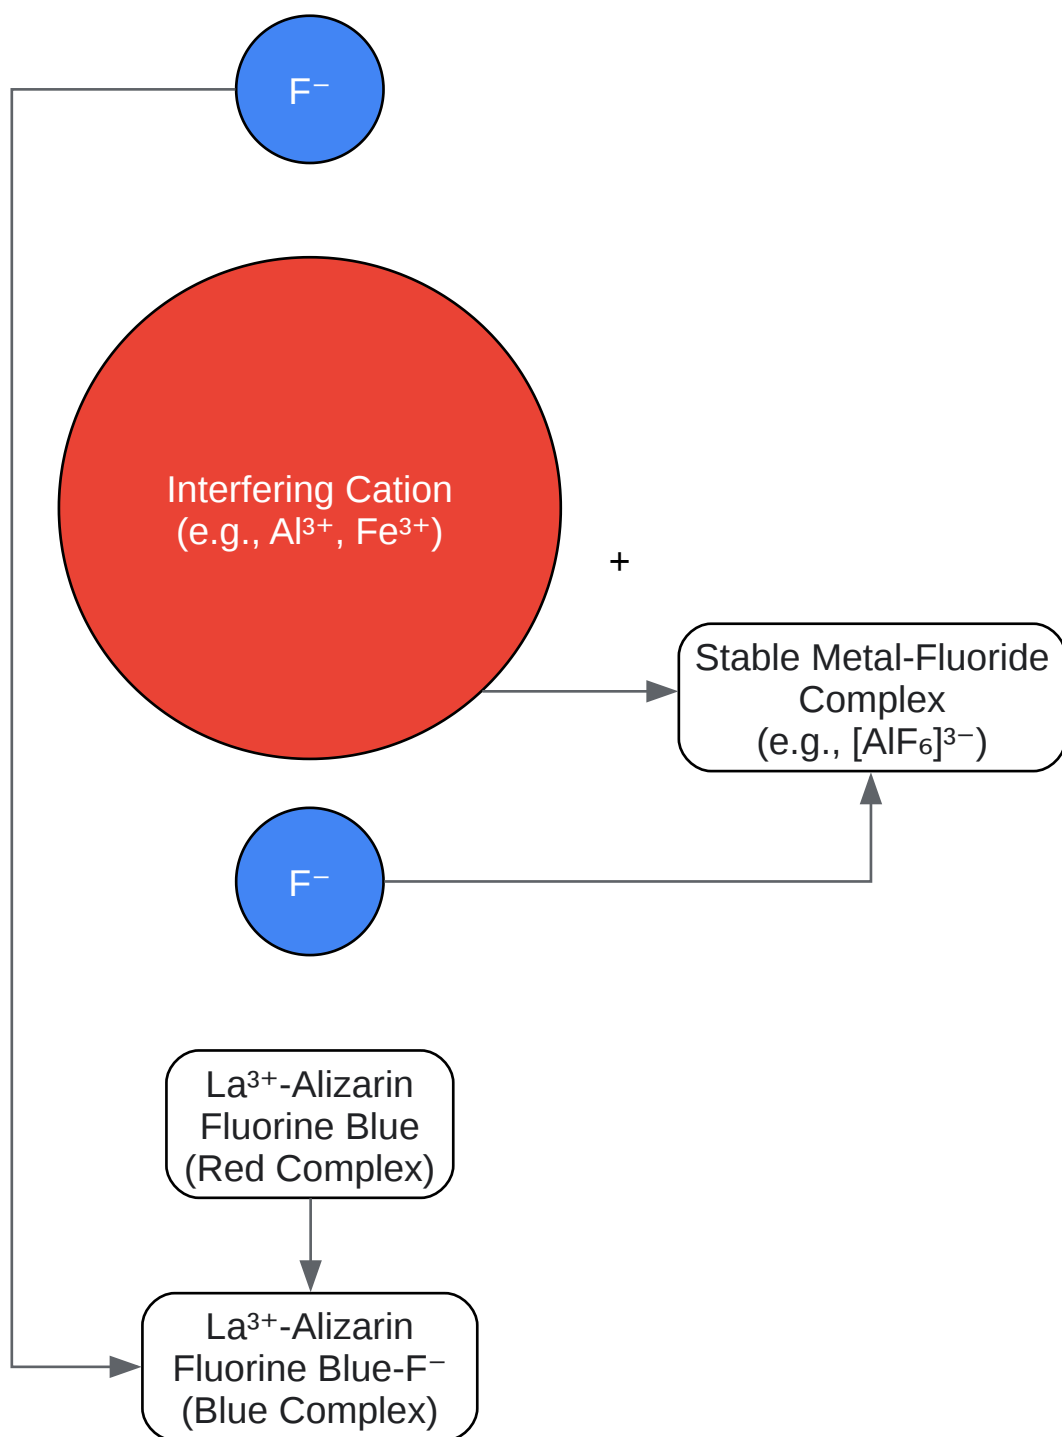 F⁻
Interfering Cation
(e.g., Al³⁺, Fe³⁺)
+
Stable Metal-Fluoride
Complex
(e.g., [AlF₆]³⁻)
F⁻
La³⁺-Alizarin
Fluorine Blue
(Red Complex)
La³⁺-Alizarin
Fluorine Blue-F⁻
(Blue Complex)